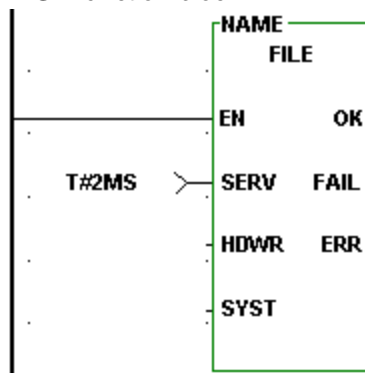 NAME
FILE
EN OK
T#2MS SERV FAIL
HDWR ERR
SYST